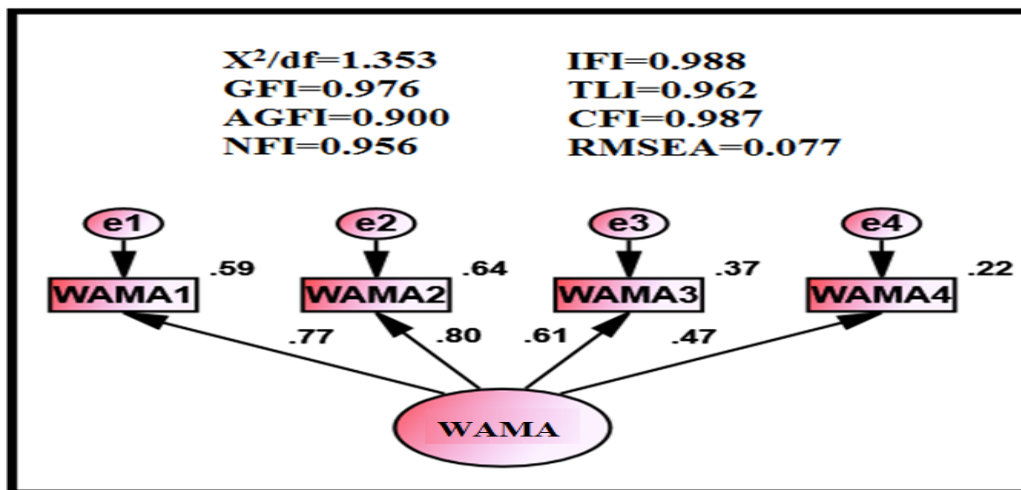 X²/df=1.353
GFI=0.976
AGFI=0.900
NFI=0.956
IFI=0.988
TLI=0.962
CFI=0.987
RMSEA=0.077
e1 e2 e3 e4
.59 .64 .37 .22
WAMA1 WAMA2 WAMA3 WAMA4
.77 .80 .61 .47
WAMA